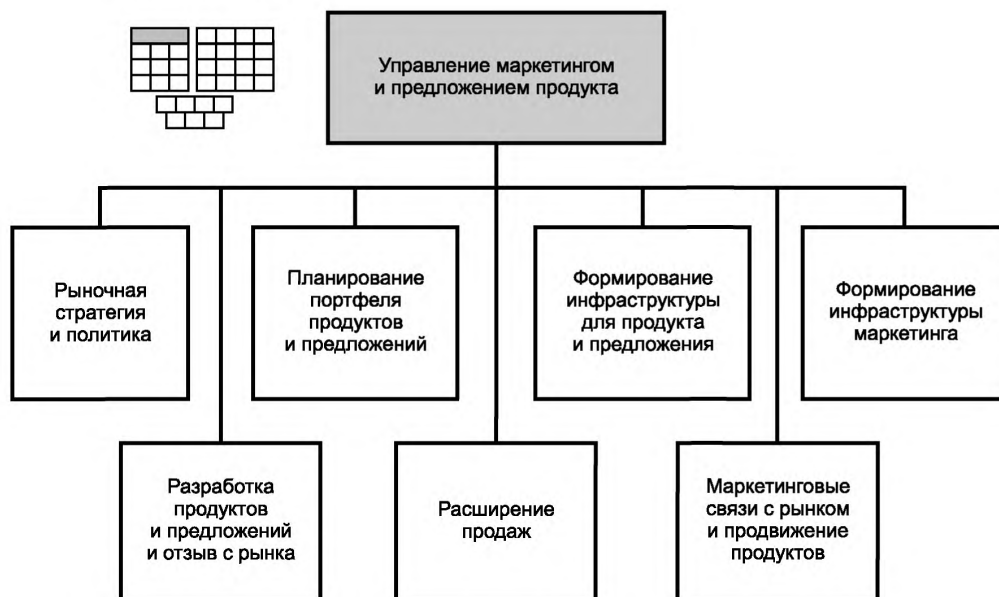 Управление маркетингом
и предложением продукта
Рыночная
стратегия
и политика
Планирование
портфеля
продуктов
и предложений
Формирование
инфраструктуры
для продукта
и предложения
Формирование
инфраструктуры
маркетинга
Разработка
продуктов
и предложений
и отзыв с рынка
Расширение
продаж
Маркетинговые
связи с рынком
и продвижение
продуктов